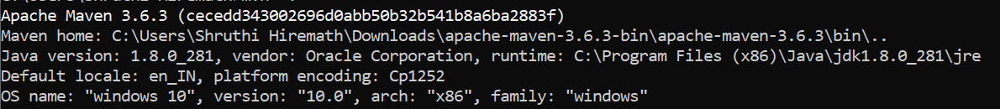 Apache Maven 3.6.3 (cecedd343002696d0abb50b32b541b8a6ba2883f)
Maven home: C:\Users\Shruthi Hiremath\Downloads\apache-maven-3.6.3-bin\apache-maven-3.6.3\bin\..
Java version: 1.8.0_281, vendor: Oracle Corporation, runtime: C:\Program Files (x86)\Java\jdk1.8.0_281\jre
Default locale: en_IN, platform encoding: Cp1252
OS name: "windows 10", version: "10.0", arch: "x86", family: "windows"